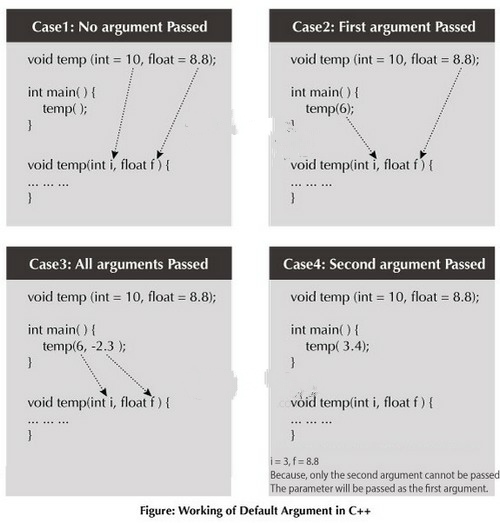 Case1: No argument Passed
void temp (int = 10, float = 8.8);
int main( ) {
temp( );
}
void temp(int i, float f ) {
... ... ...
}
Case2: First argument Passed
void temp (int = 10, float = 8.8);
int main( ) {
temp(6);
}
void temp(int i, float f ) {
... ... ...
}
Case3: All arguments Passed
void temp (int = 10, float = 8.8);
int main( ) {
temp(6, -2.3 );
}
void temp(int i, float f ) {
... ... ...
}
Case4: Second argument Passed
void temp (int = 10, float = 8.8);
int main( ) {
temp( 3.4);
}
void temp(int i, float f ) {
... ... ...
}
i = 3, f = 8.8
Because, only the second argument cannot be passed
The parameter will be passed as the first argument.
Figure: Working of Default Argument in C++